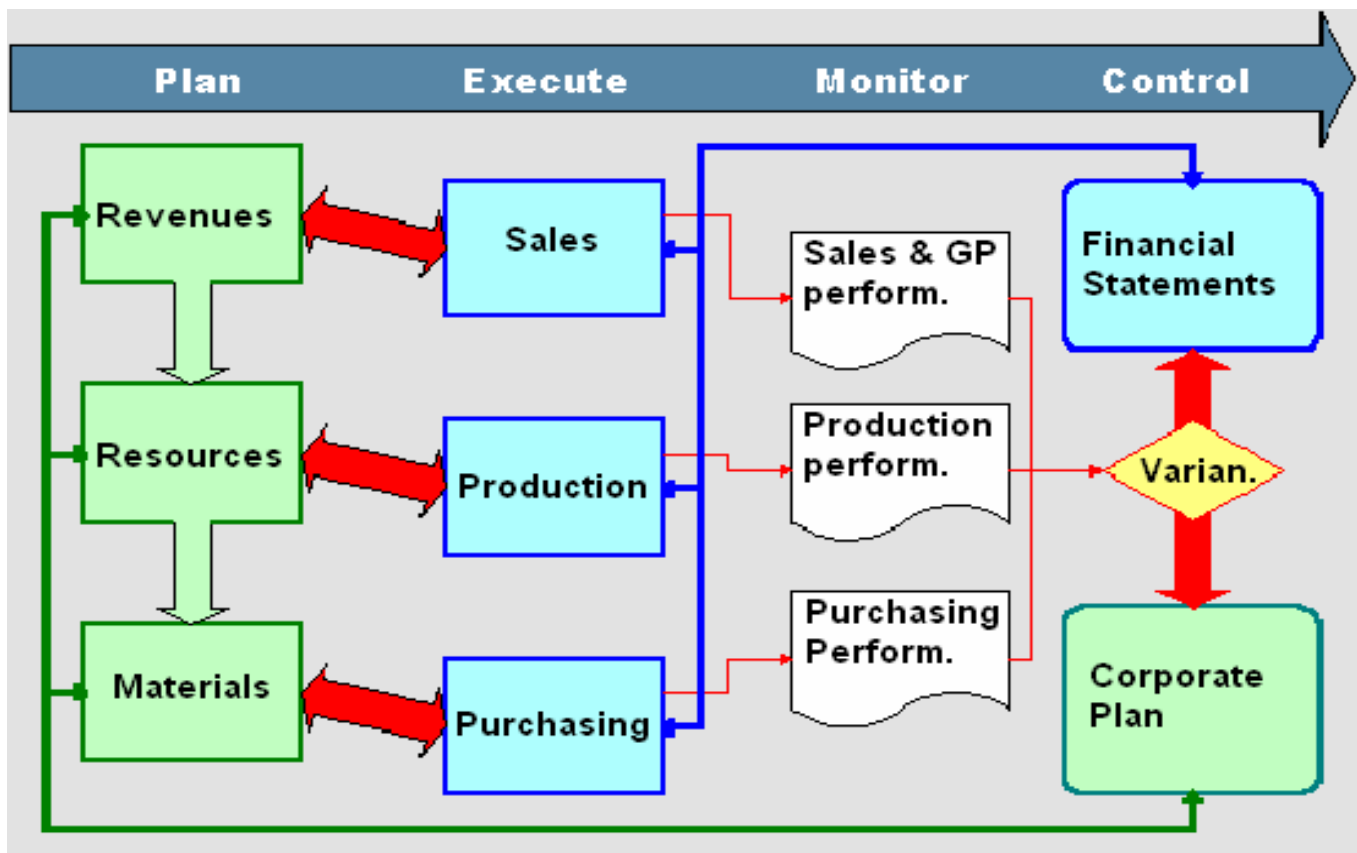 Plan Execute Monitor Control
Revenues
Sales
Sales & GP
perform.
Financial
Statements
Resources
Production
Production
perform.
Varian.
Materials
Purchasing
Purchasing
Perform.
Corporate
Plan